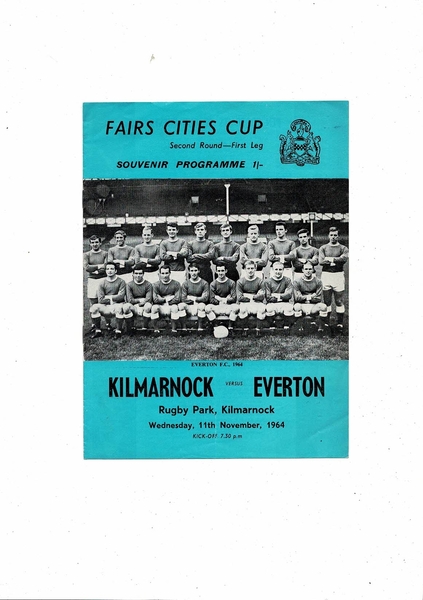 FAIRS CITIES CUP
Second Round—First Leg
SOUVENIR PROGRAMME 1/-
EVERTON F.C., 1964
KILMARNOCK VERSUS EVERTON
Rugby Park, Kilmarnock
Wednesday, 11th November, 1964
KICK-OFF 7.30 p.m